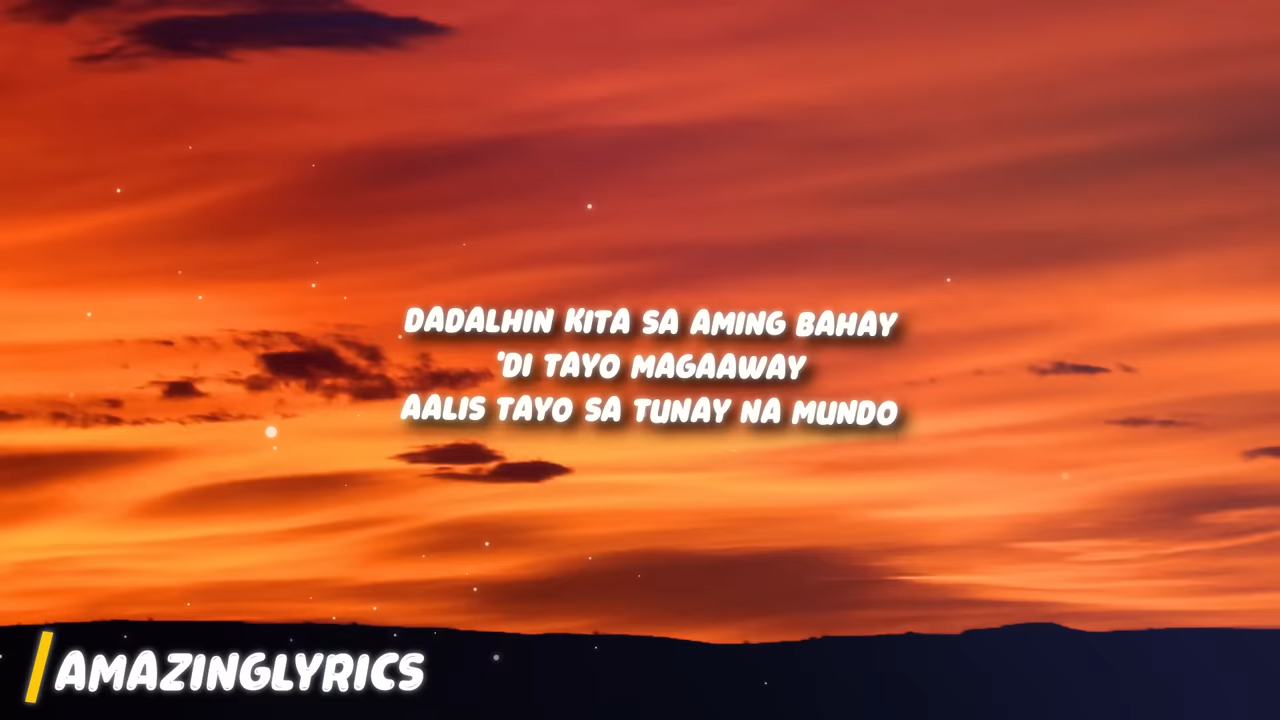 DADALHIN KITA SA AMING BAHAY
'DI TAYO MAGAAWAY
AALIS TAYO SA TUNAY NA MUNDO
AMAZINGLYRICS